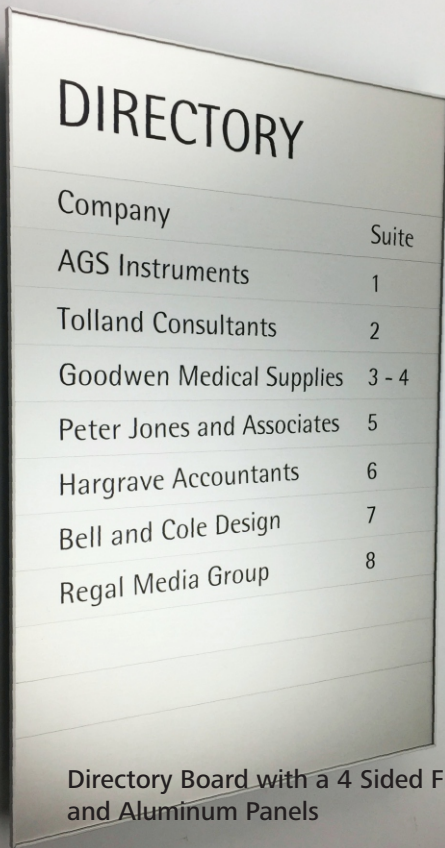 DIRECTORY
Company Suite
AGS Instruments 1
Tolland Consultants 2
Goodwen Medical Supplies 3 - 4
Peter Jones and Associates 5
Hargrave Accountants 6
Bell and Cole Design 7
Regal Media Group 8
Directory Board with a 4 Sided
and Aluminum Panels